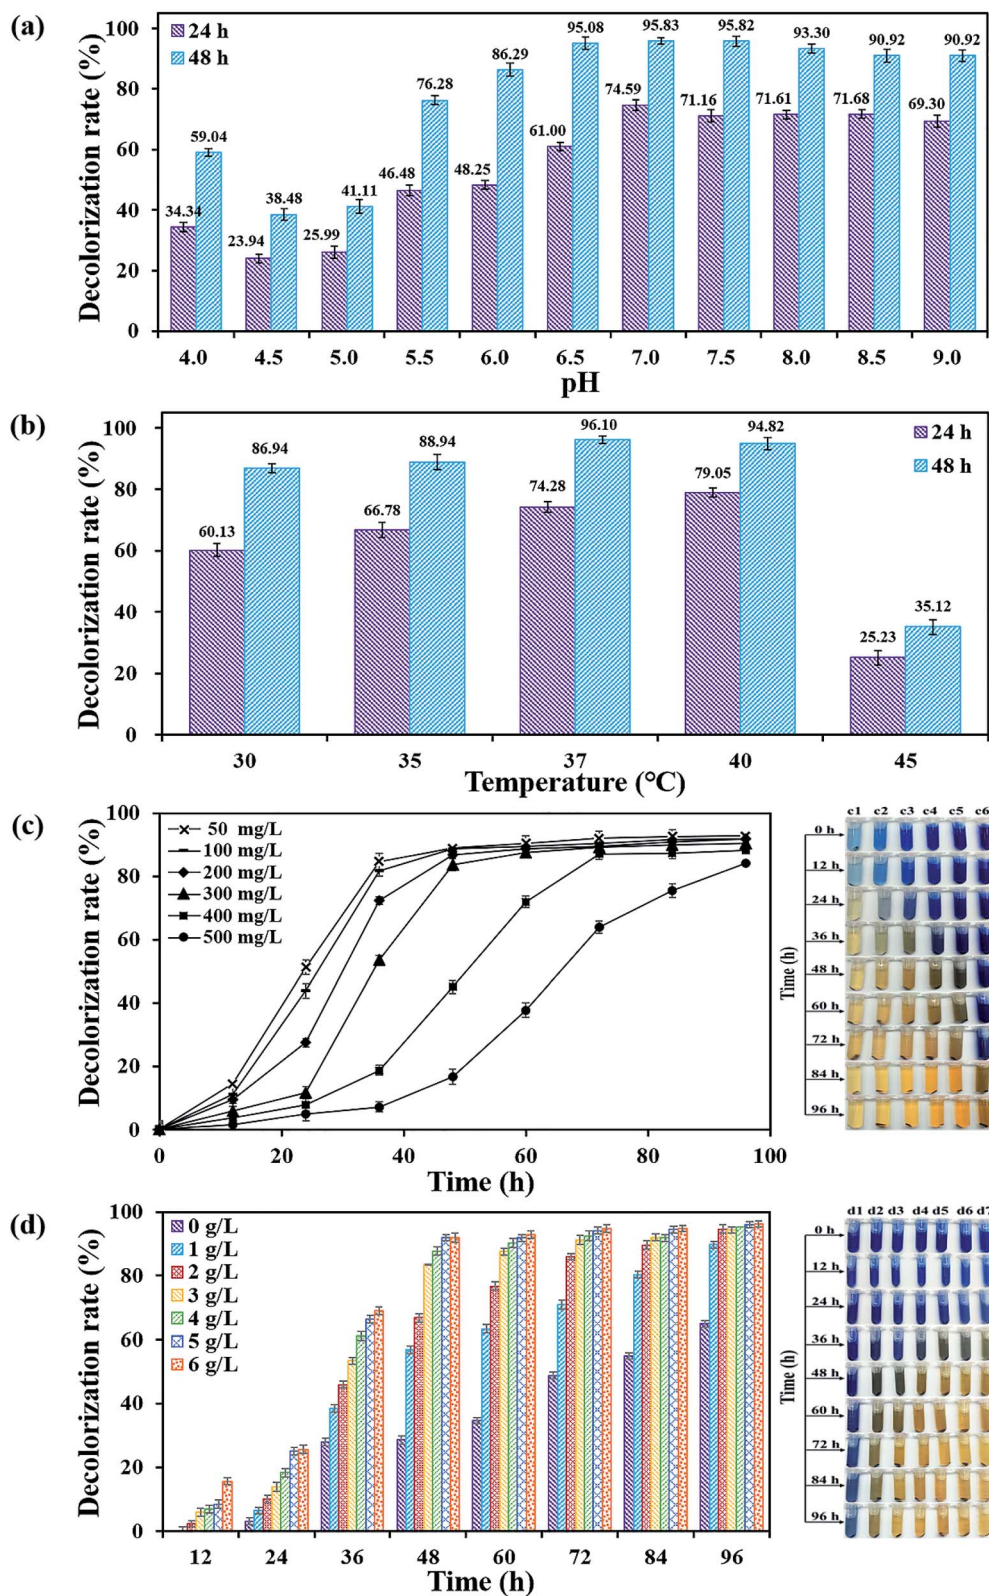 (a)
24 h
48 h
Decolorization rate (%)
100
80
60
40
20
0
34.34
59.04
23.94
38.48
25.99
41.11
46.48
76.28
48.25
86.29
61.00
95.08
74.59
95.83
71.16
95.82
71.61
93.30
71.68
90.92
69.30
90.92
4.0 4.5 5.0 5.5 6.0 6.5 7.0 7.5 8.0 8.5 9.0
pH
(b)
24 h
48 h
Decolorization rate (%)
100
80
60
40
20
0
60.13
86.94
66.78
88.94
74.28
96.10
79.05
94.82
25.23
35.12
30 35 37 40 45
Temperature (°C)
(c)
50 mg/L
100 mg/L
200 mg/L
300 mg/L
400 mg/L
500 mg/L
Decolorization rate (%)
100
80
60
40
20
0
0 20 40 60 80 100
Time (h)
c1 c2 c3 c4 c5 c6
Time (h)
0 h
12 h
24 h
36 h
48 h
60 h
72 h
84 h
96 h
(d)
0 g/L
1 g/L
2 g/L
3 g/L
4 g/L
5 g/L
6 g/L
Decolorization rate (%)
100
80
60
40
20
0
12 24 36 48 60 72 84 96
Time (h)
d1 d2 d3 d4 d5 d6 d7
Time (h)
0 h
12 h
24 h
36 h
48 h
60 h
72 h
84 h
96 h